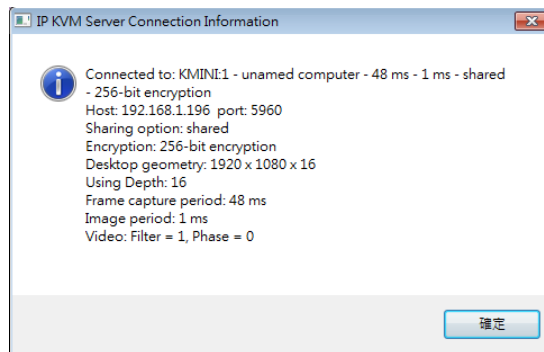 IP KVM Server Connection Information
Connected to: KMINI:1 - unamed computer - 48 ms - 1 ms - shared
- 256-bit encryption
Host: 192.168.1.196  port: 5960
Sharing option: shared
Encryption: 256-bit encryption
Desktop geometry: 1920 x 1080 x 16
Using Depth: 16
Frame capture period: 48 ms
Image period: 1 ms
Video: Filter = 1, Phase = 0
確定